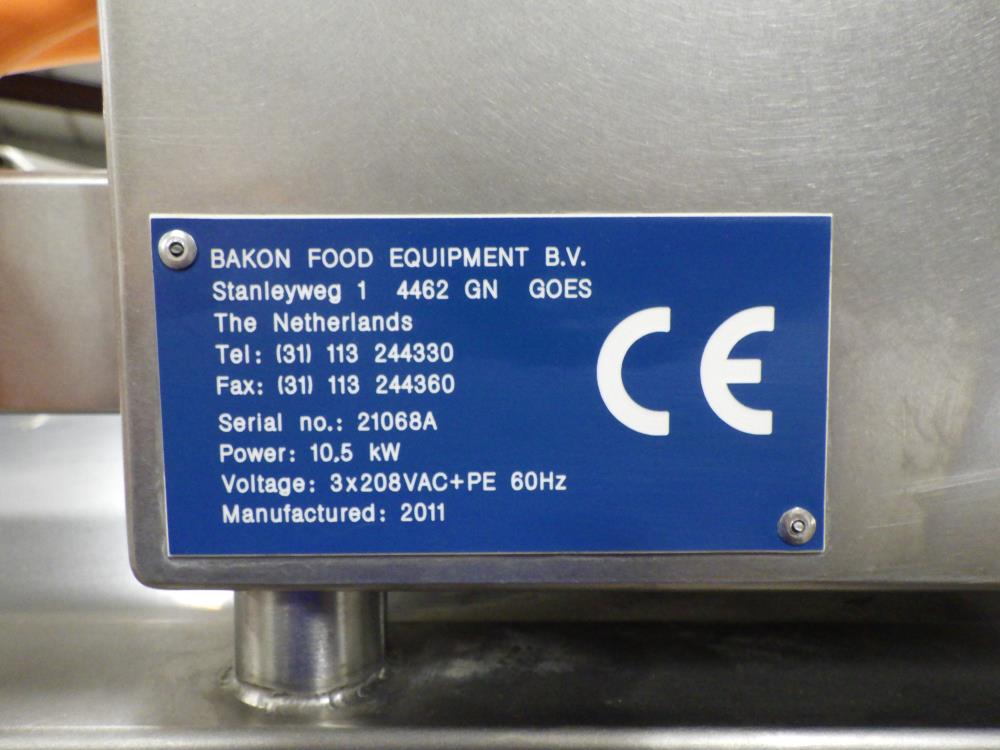 BAKON FOOD EQUIPMENT B.V.
Stanleyweg 1 4462 GN GOES
The Netherlands
Tel: (31) 113 244330
Fax: (31) 113 244360
CE
Serial no.: 21068A
Power: 10.5 kW
Voltage: 3x208VAC+PE 60Hz
Manufactured: 2011